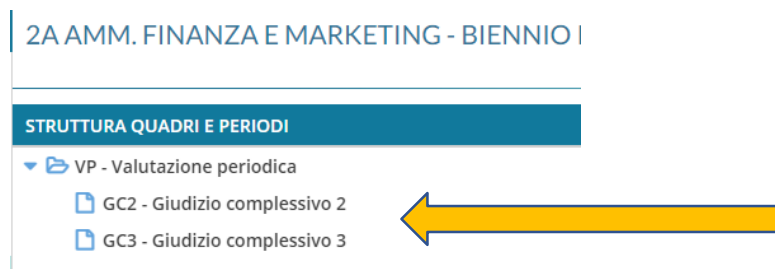 2A AMM. FINANZA E MARKETING - BIENNIO
STRUTTURA QUADRI E PERIODI
VP - Valutazione periodica
GC2 - Giudizio complessivo 2
GC3 - Giudizio complessivo 3